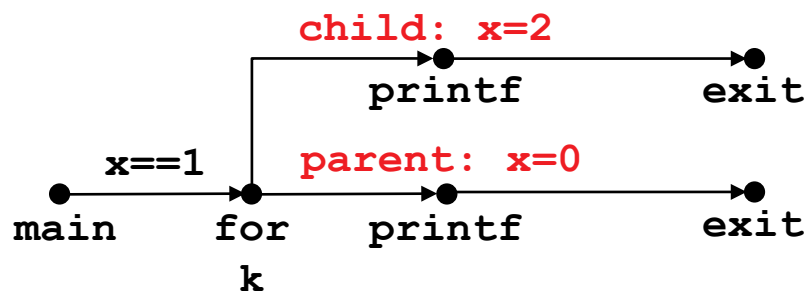 child: x=2
printf
exit
x==1
parent: x=0
main
for
k
printf
exit